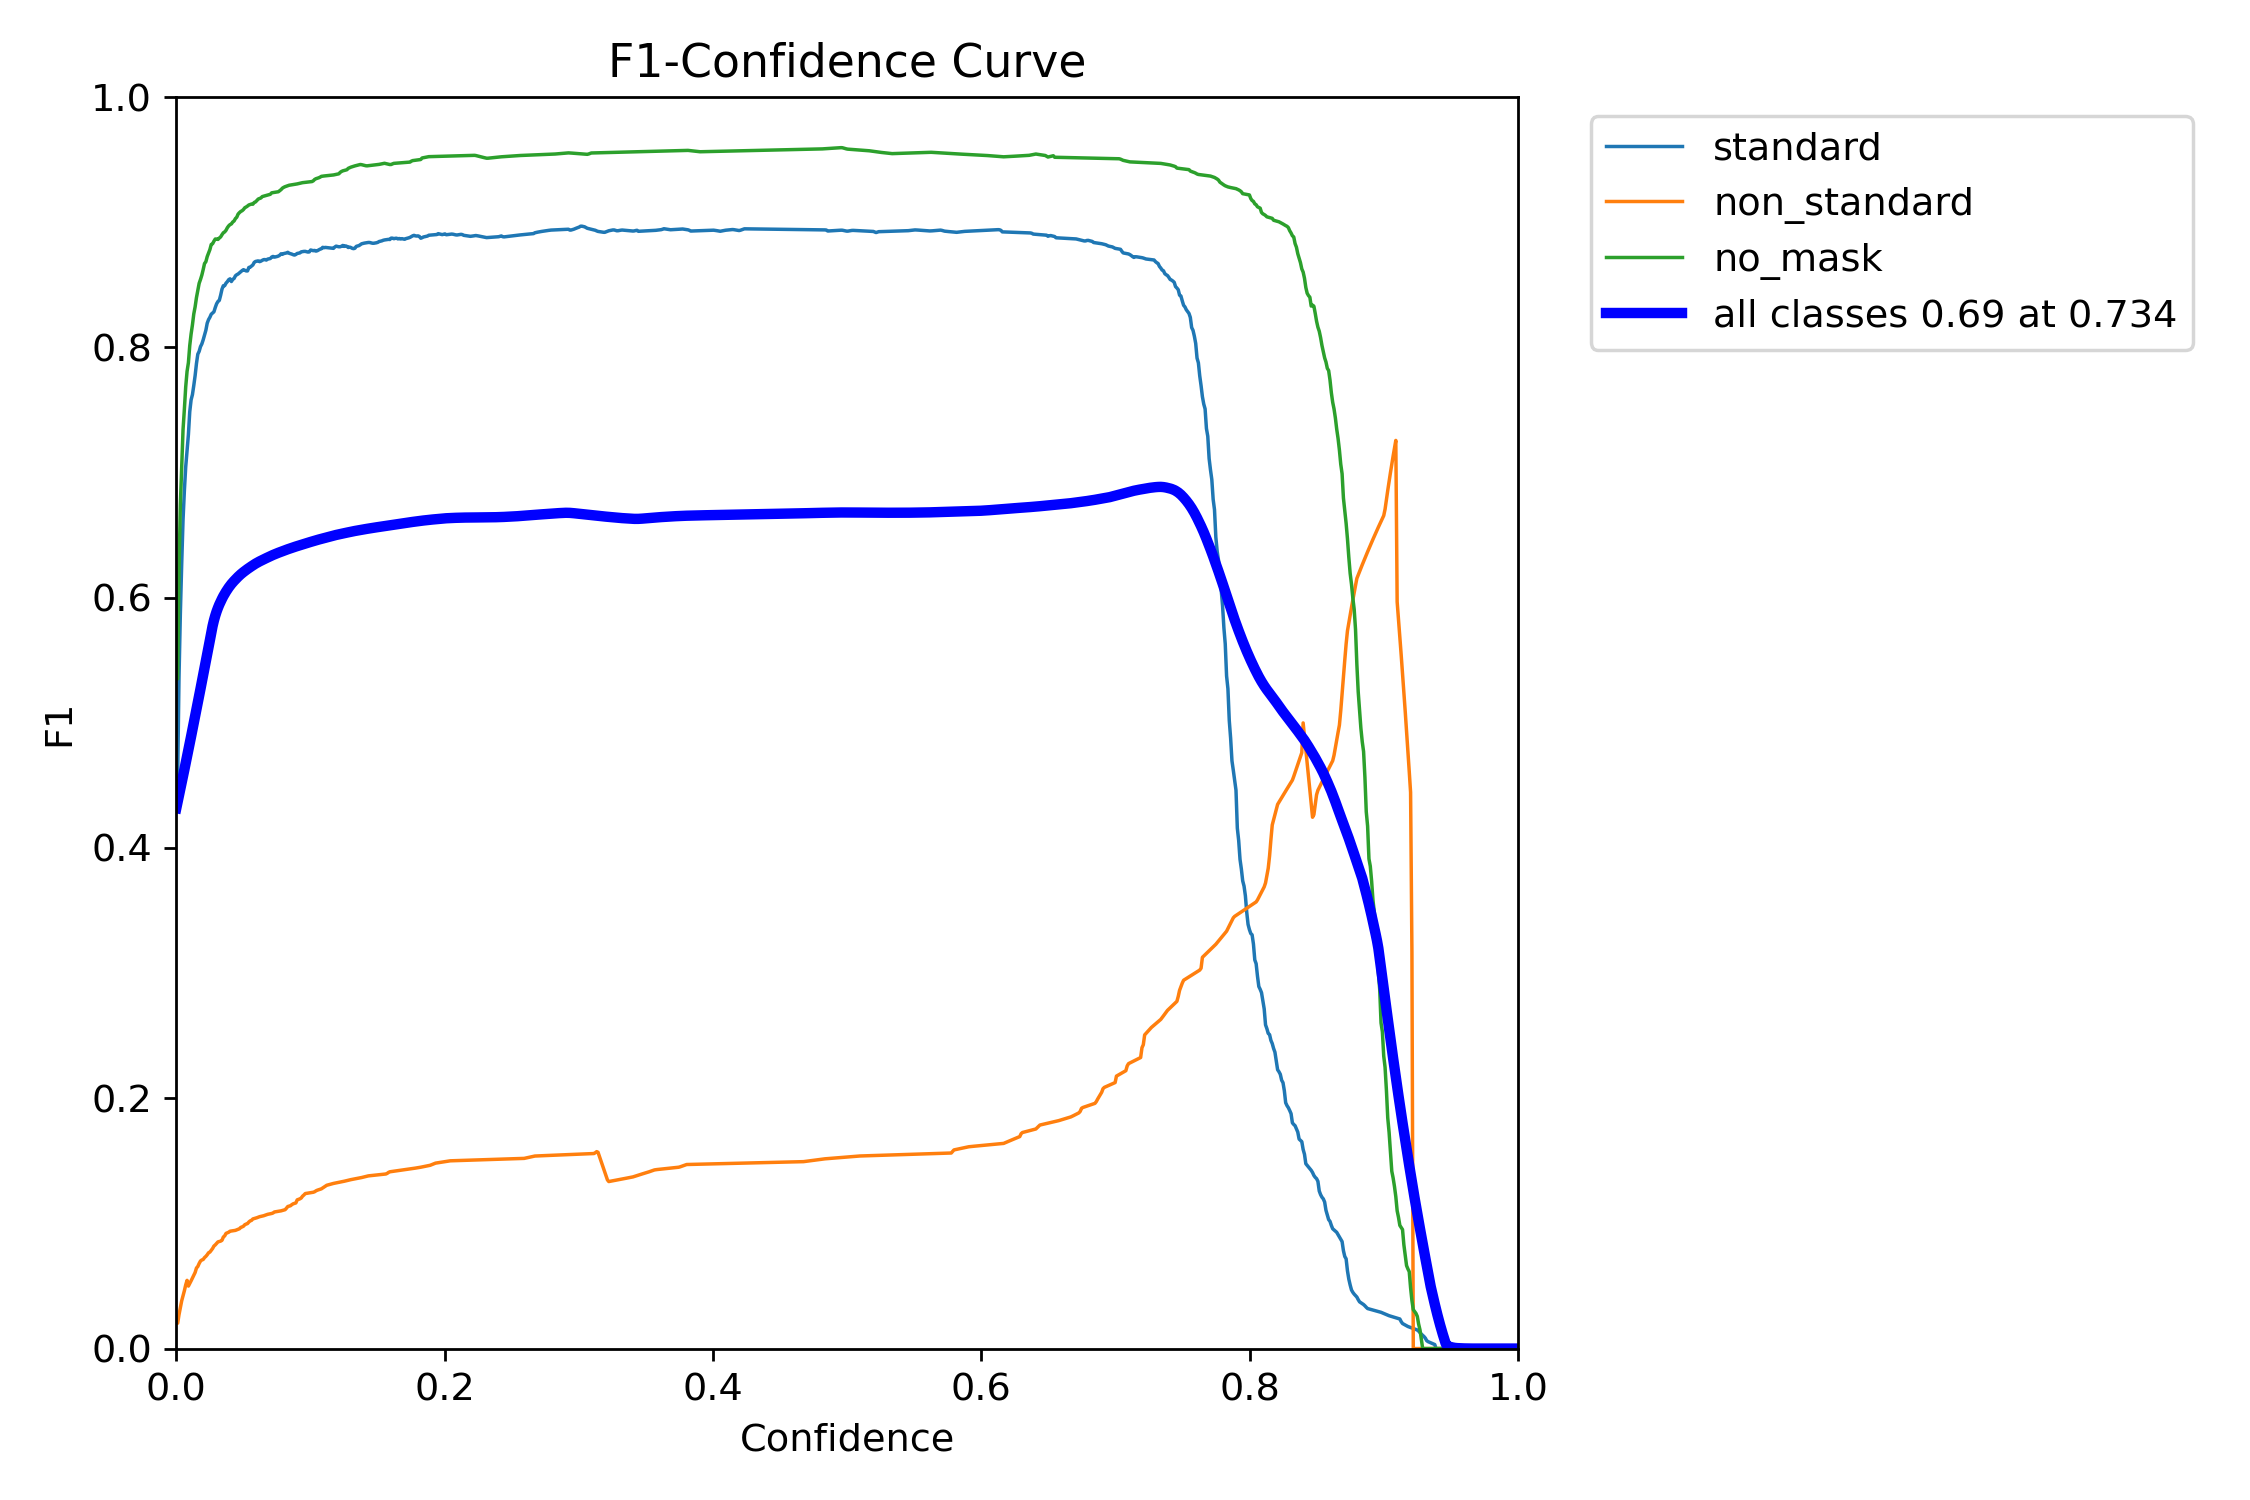 F1-Confidence Curve
1.0
0.8
0.6
0.4
0.2
0.0
F1
0.0 0.2 0.4 0.6 0.8 1.0
Confidence
standard
non_standard
no_mask
all classes 0.69 at 0.734